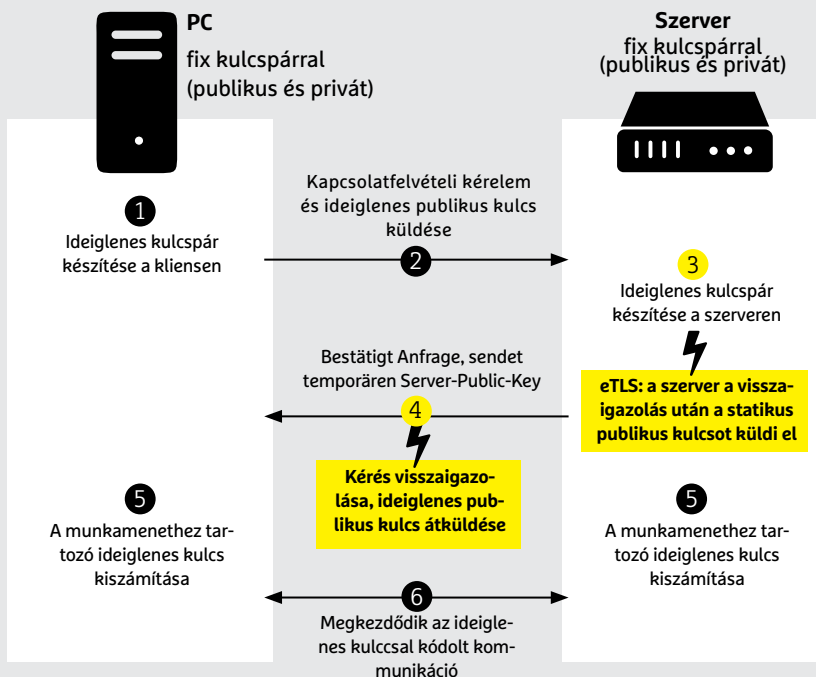 PC
fix kulcspárral
(publikus és privát)
Szerver
fix kulcspárral
(publikus és privát)
1
Ideiglenes kulcspár
készítése a kliensen
Kapcsolatfelvételi kérelem
és ideiglenes publikus kulcs
küldése
2
3
Ideiglenes kulcspár
készítése a szerveren
eTLS: a szerver a vissza-
igazolás után a statikus
publikus kulcsot küldi el
Bestätigt Anfrage, sendet
temporären Server-Public-Key
4
Kérés visszaigazo-
lása, ideiglenes pub-
likus kulcs átküldése
5
A munkamenethez tar-
tozó ideiglenes kulcs
kiszámítása
5
A munkamenethez tar-
tozó ideiglenes kulcs
kiszámítása
6
Megkezdődik az ideigle-
nes kulccsal kódolt kom-
munikáció